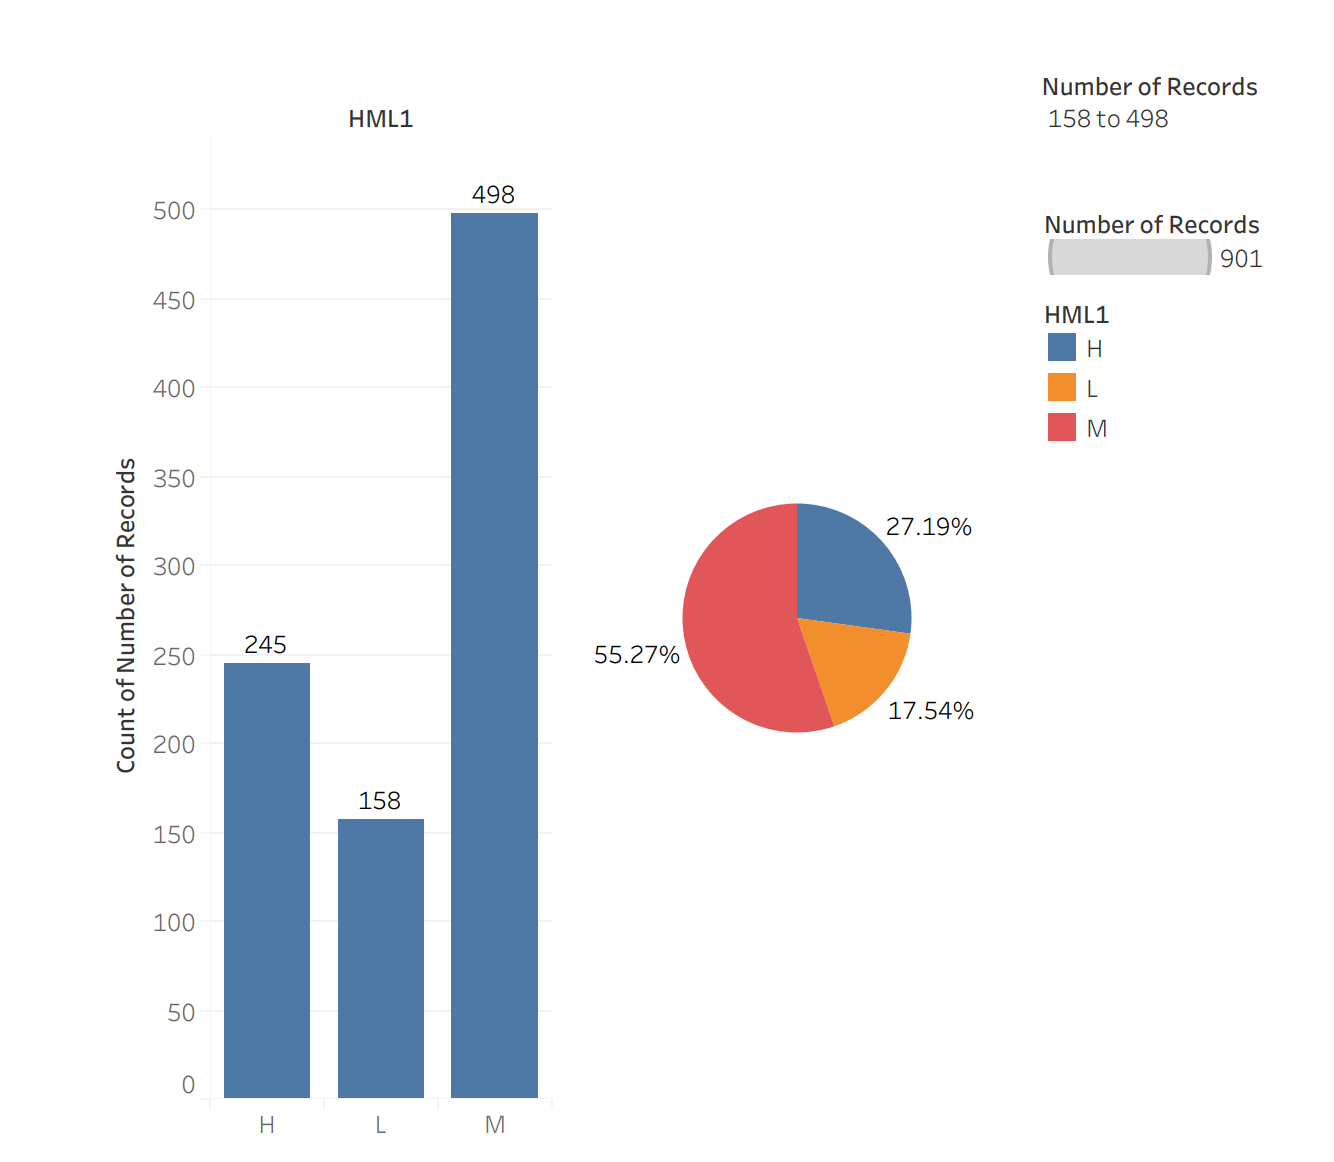 HML1
Count of Number of Records
500
450
400
350
300
250
200
150
100
50
0
245
158
498
H
L
M
27.19%
17.54%
55.27%
Number of Records
158 to 498
Number of Records
901
HML1
H
L
M